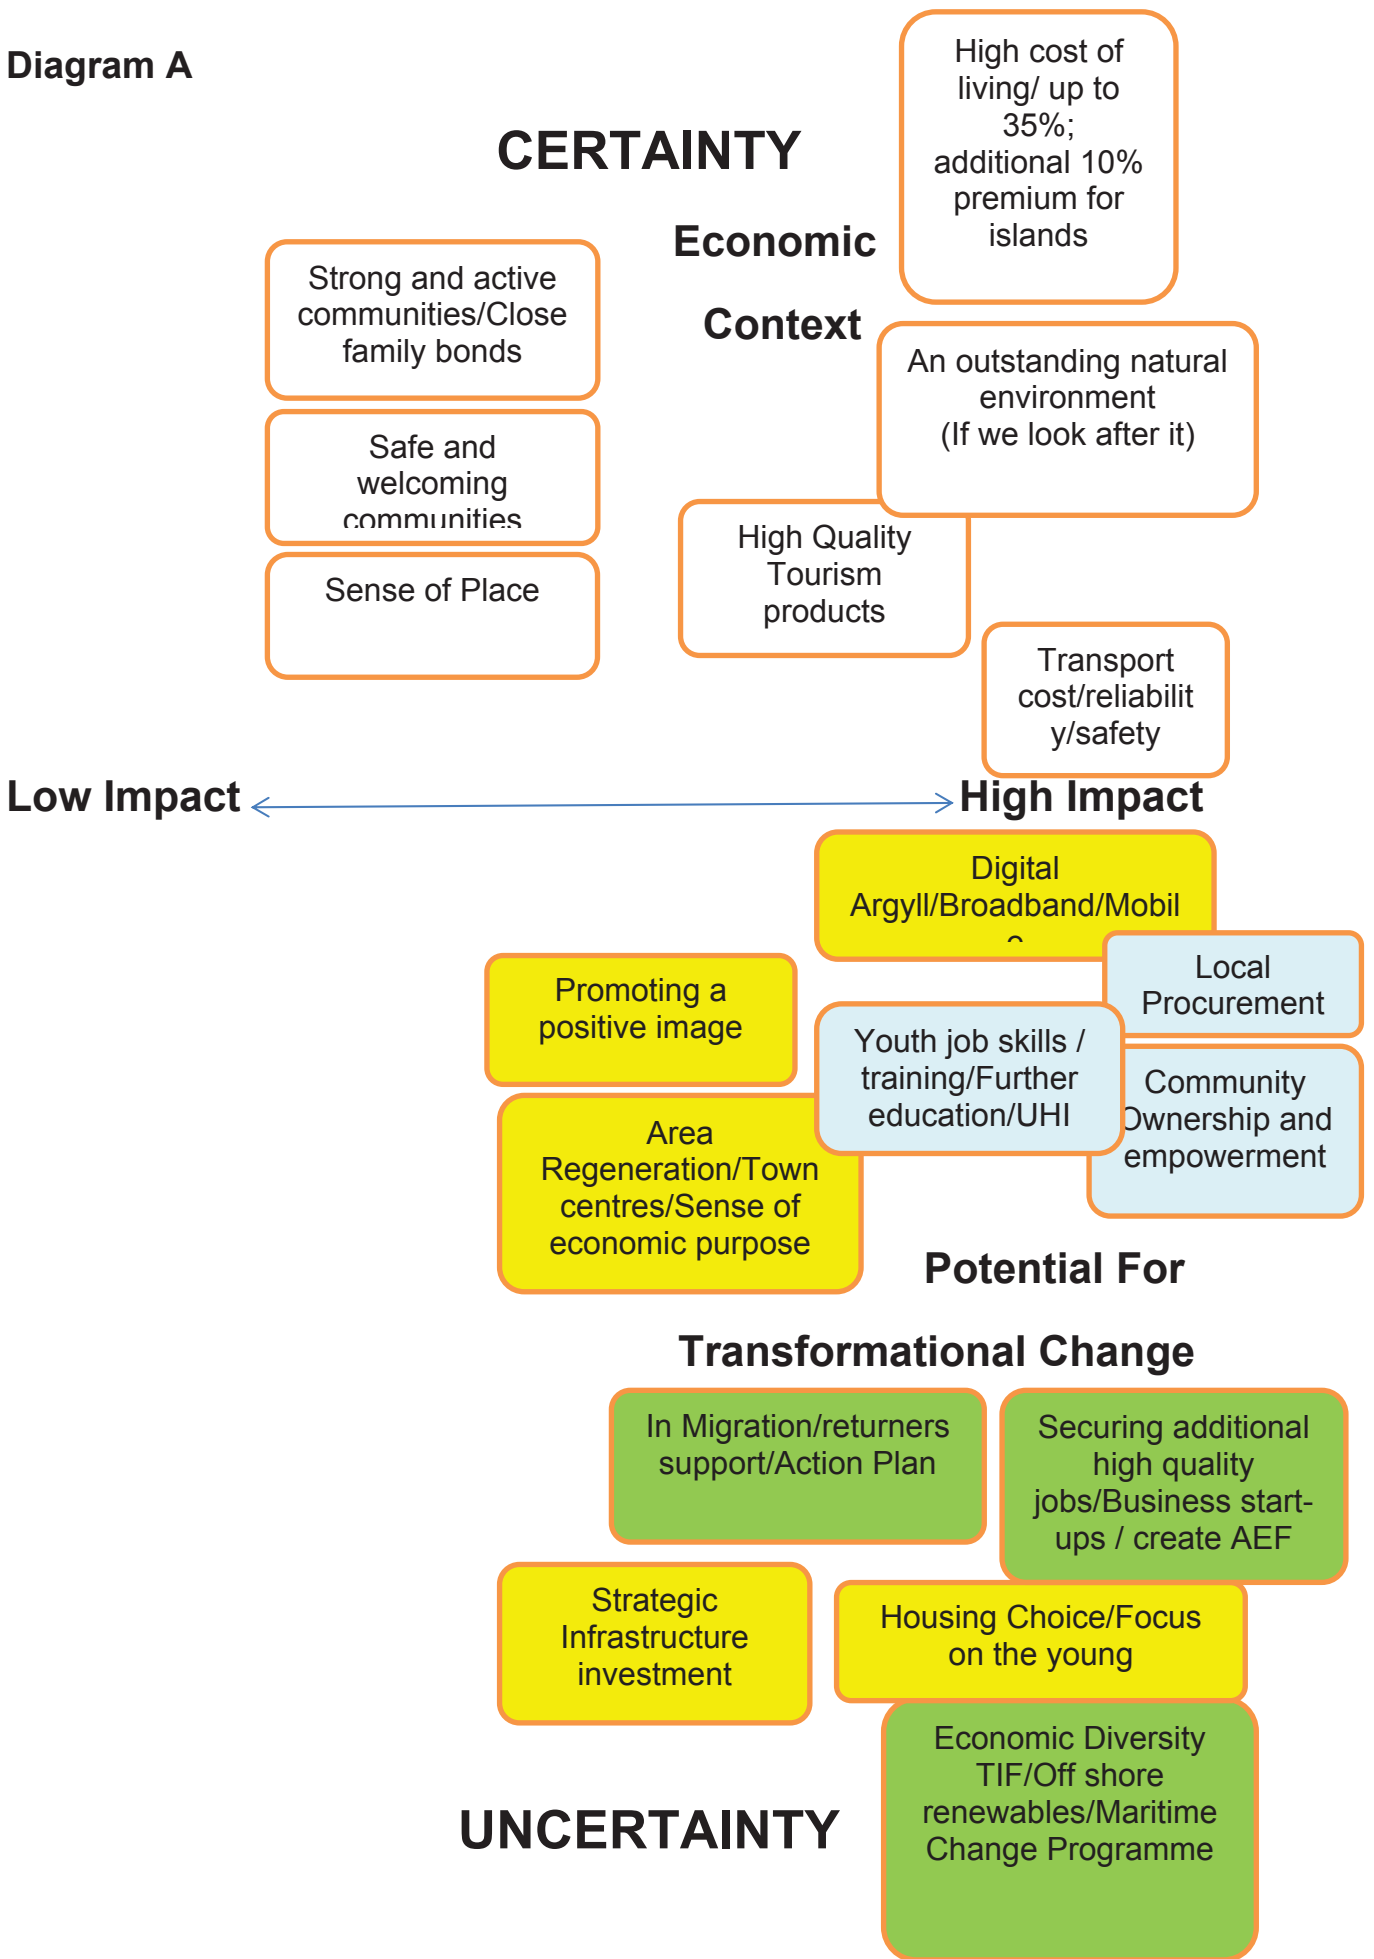 Diagram A
High cost of
living/ up to
35%;
additional 10%
premium for
islands
CERTAINTY
Economic
Context
Strong and active
communities/Close
family bonds
An outstanding natural
environment
(If we look after it)
Safe and
welcoming
communities
High Quality
Tourism
products
Sense of Place
Transport
cost/reliabilit
y/safety
Low Impact
High Impact
Digital
Argyll/Broadband/Mobil
e
Local
Procurement
Promoting a
positive image
Youth job skills /
training/Further
education/UHI
Community
Ownership and
empowerment
Area
Regeneration/Town
centres/Sense of
economic purpose
Potential For
Transformational Change
In Migration/returners
support/Action Plan
Securing additional
high quality
jobs/Business start-
ups / create AEF
Strategic
Infrastructure
investment
Housing Choice/Focus
on the young
Economic Diversity
TIF/Off shore
renewables/Maritime
Change Programme
UNCERTAINTY